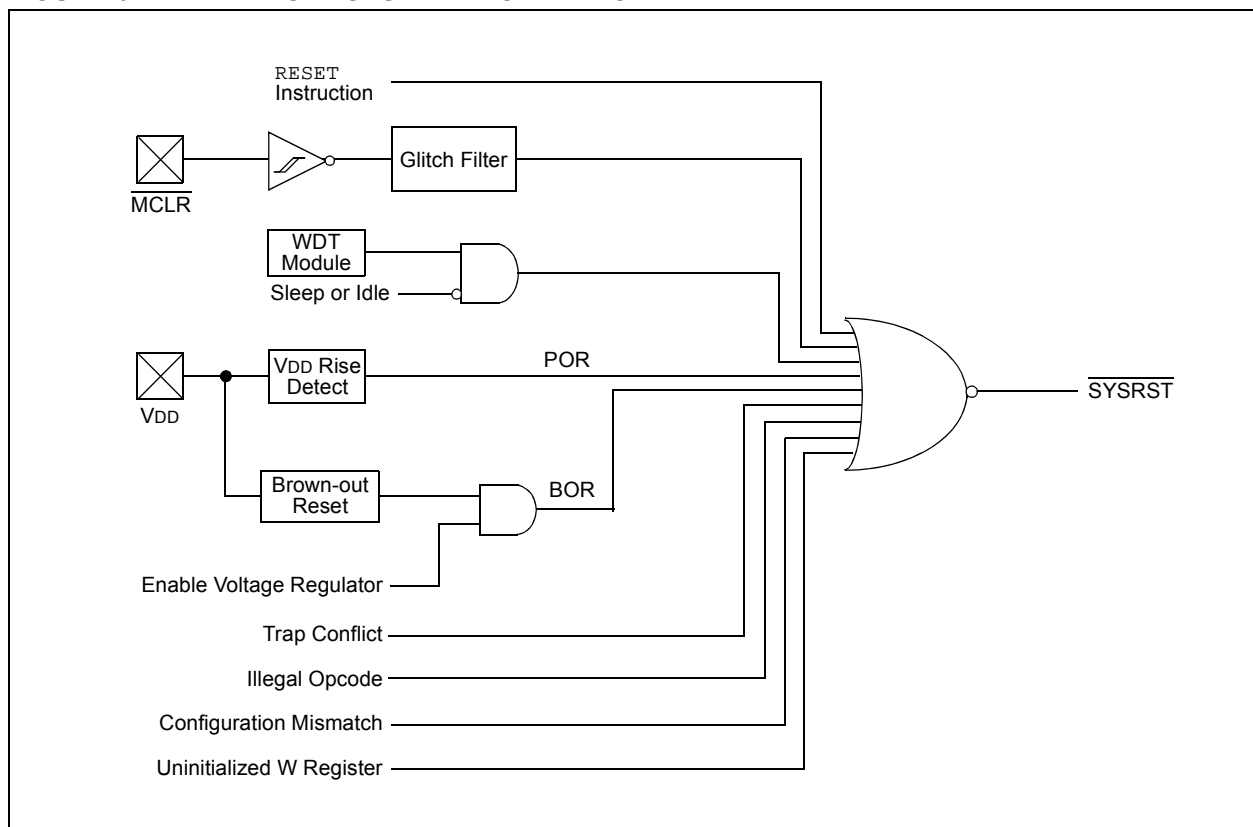 RESET
Instruction
MCLR
Glitch Filter
WDT
Module
Sleep or Idle
VDD
VDD Rise
Detect
POR
SYSRST
Brown-out
Reset
BOR
Enable Voltage Regulator
Trap Conflict
Illegal Opcode
Configuration Mismatch
Uninitialized W Register